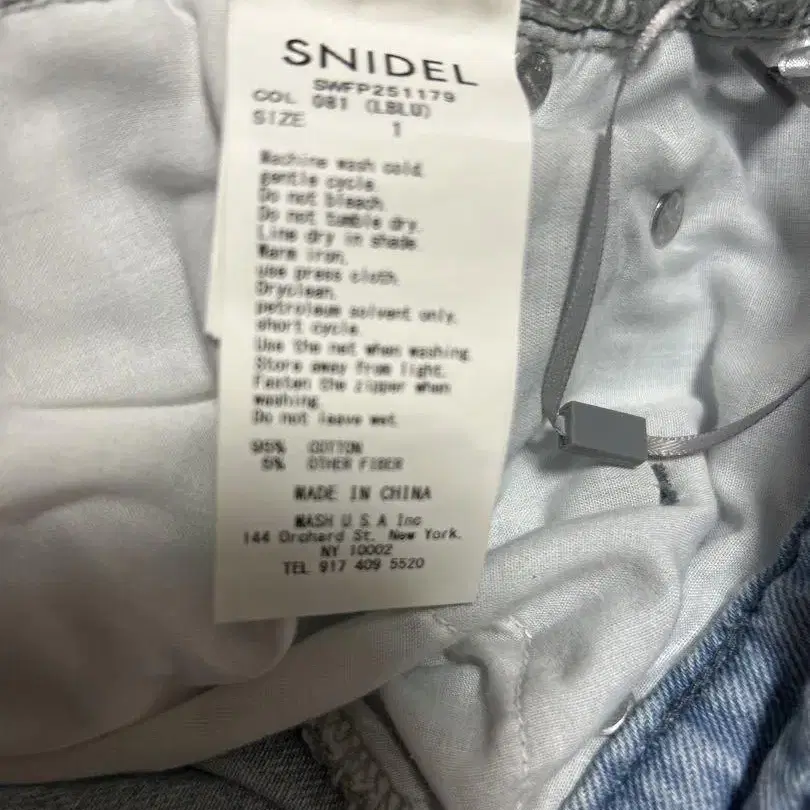 SNIDEL
SWFP251179
COL 081 (LBLU)
SIZE 1
Machine wash cold
gentle cycle.
Do not bleach.
Do not tumble dry.
Line dry in shade.
Warm iron,
use press cloth.
Dryclean,
petroleum solvent only,
short cycle.
Use the net when washing.
Store away from light.
Fasten the zipper when
washing.
Do not leave wet.
95% COTTON
5% OTHER FIBER
MADE IN CHINA
MASH U.S.A Inc
144 Orchard St, New York,
NY 10002
TEL 917 409 5520